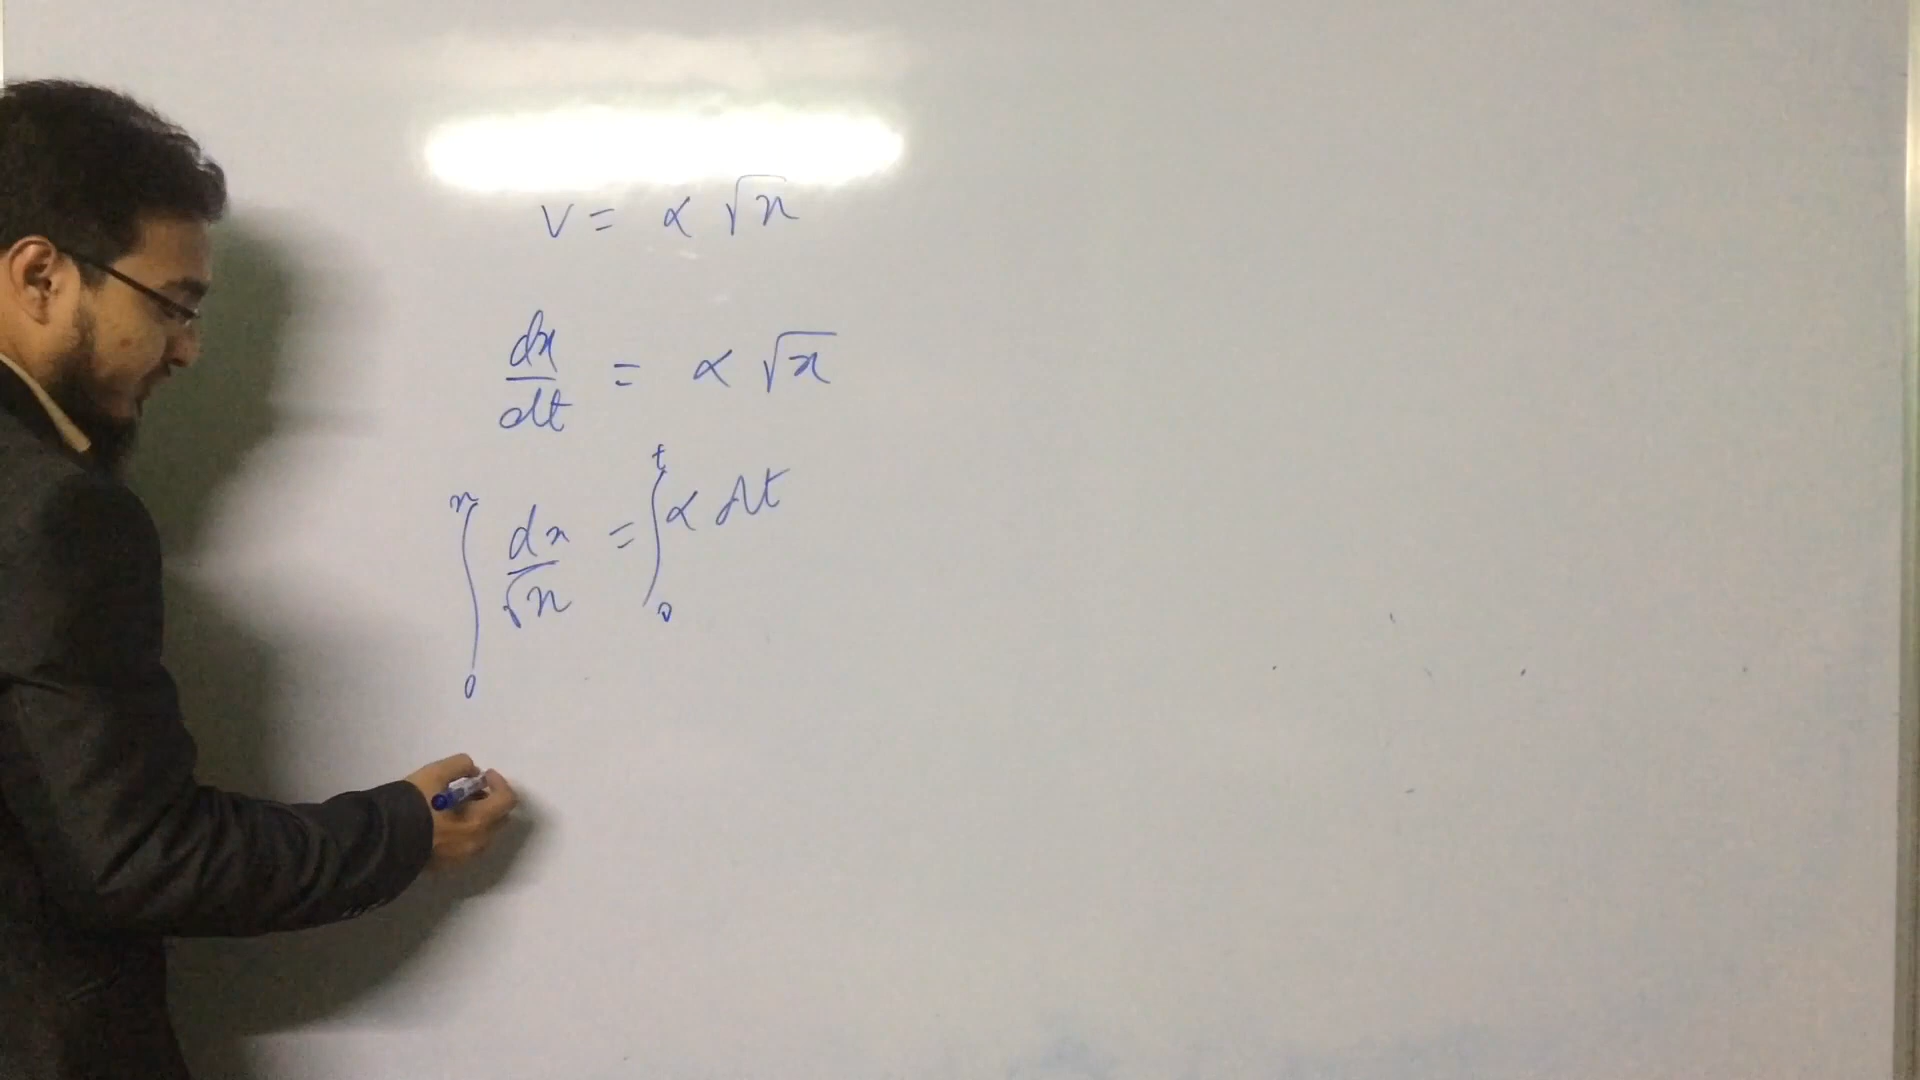 v = α √x
dx/dt = α √x
∫₀ˣ dx/√x = ∫₀ᵗ α dt